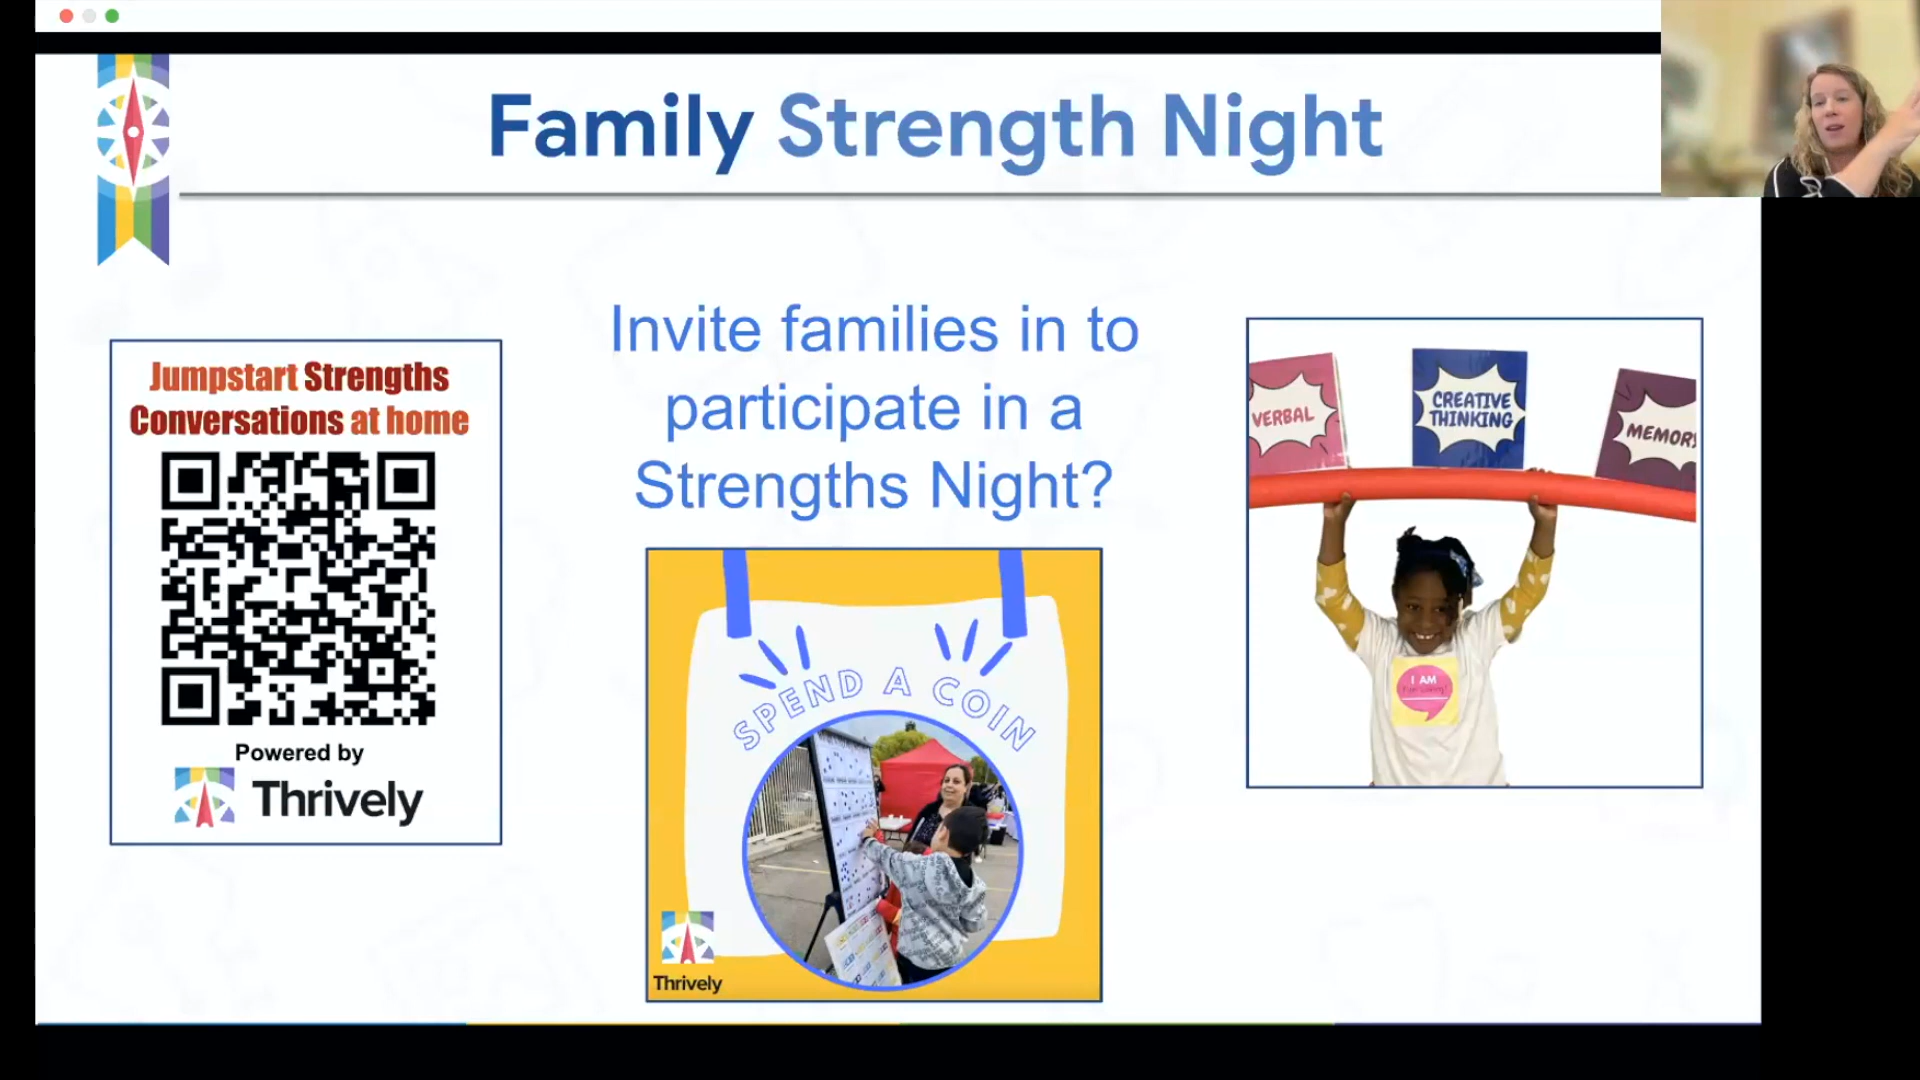 Family Strength Night
Jumpstart Strengths
Conversations at home
Powered by
Thrively
Invite families in to
participate in a
Strengths Night?
SPEND A COIN
Thrively
VERBAL
CREATIVE
THINKING
MEMOR
I AM